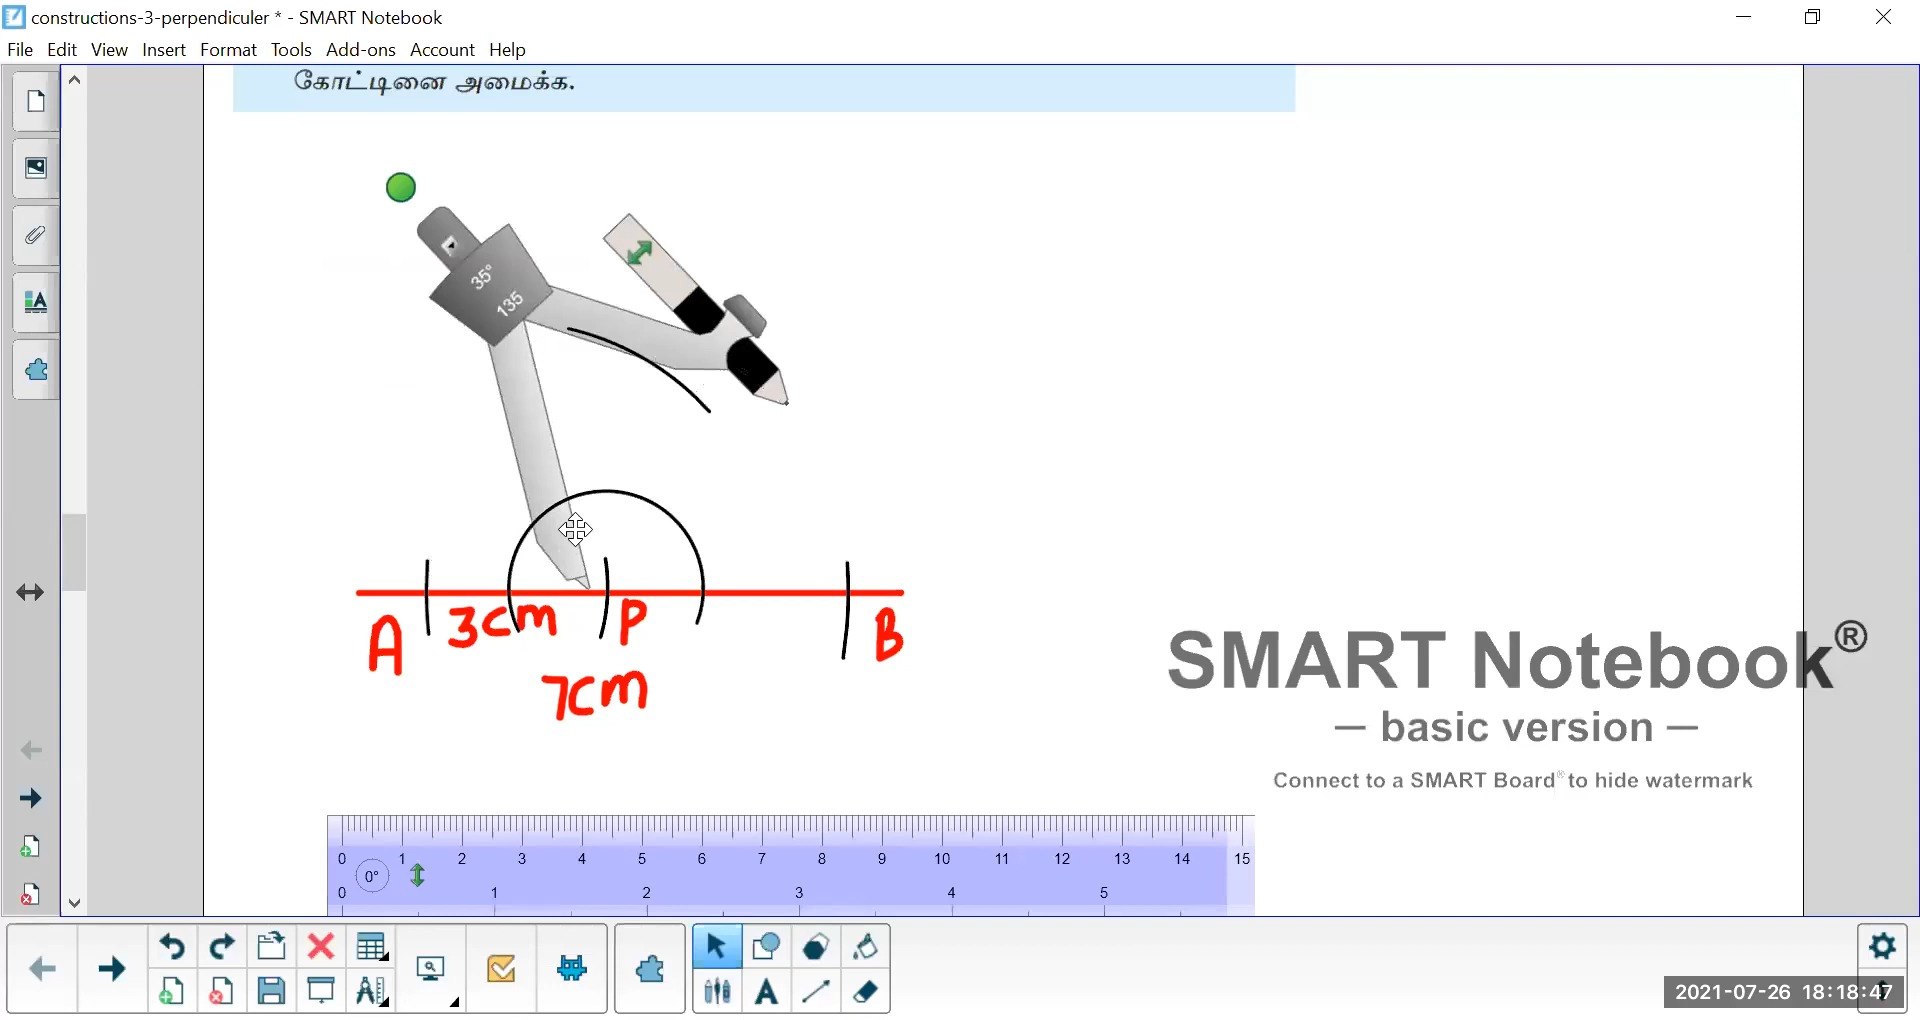 constructions-3-perpendiculer * - SMART Notebook
File Edit View Insert Format Tools Add-ons Account Help
கோட்டினை அமைக்க.
35°
135
A 3cm P B
7cm
SMART Notebook®
— basic version —
Connect to a SMART Board® to hide watermark
0 1 2 3 4 5 6 7 8 9 10 11 12 13 14 15
0°
0 1 2 3 4 5
2021-07-26 18:18:47